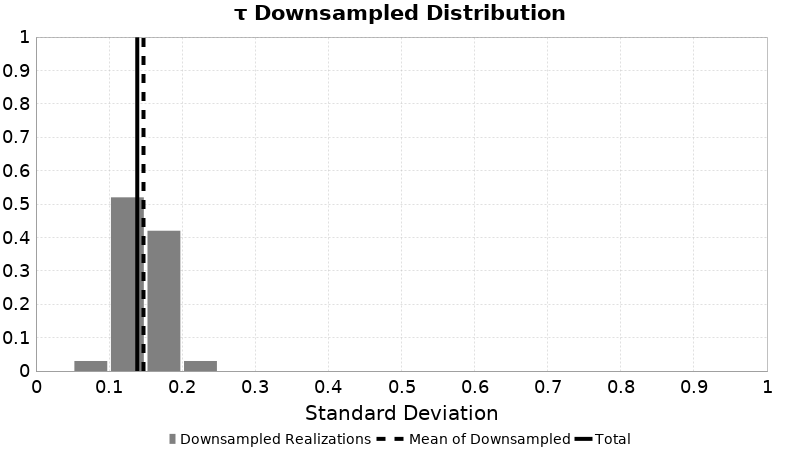 τ Downsampled Distribution
1
0.9
0.8
0.7
0.6
0.5
0.4
0.3
0.2
0.1
0
0 0.1 0.2 0.3 0.4 0.5 0.6 0.7 0.8 0.9 1
Standard Deviation
Downsampled Realizations Mean of Downsampled Total